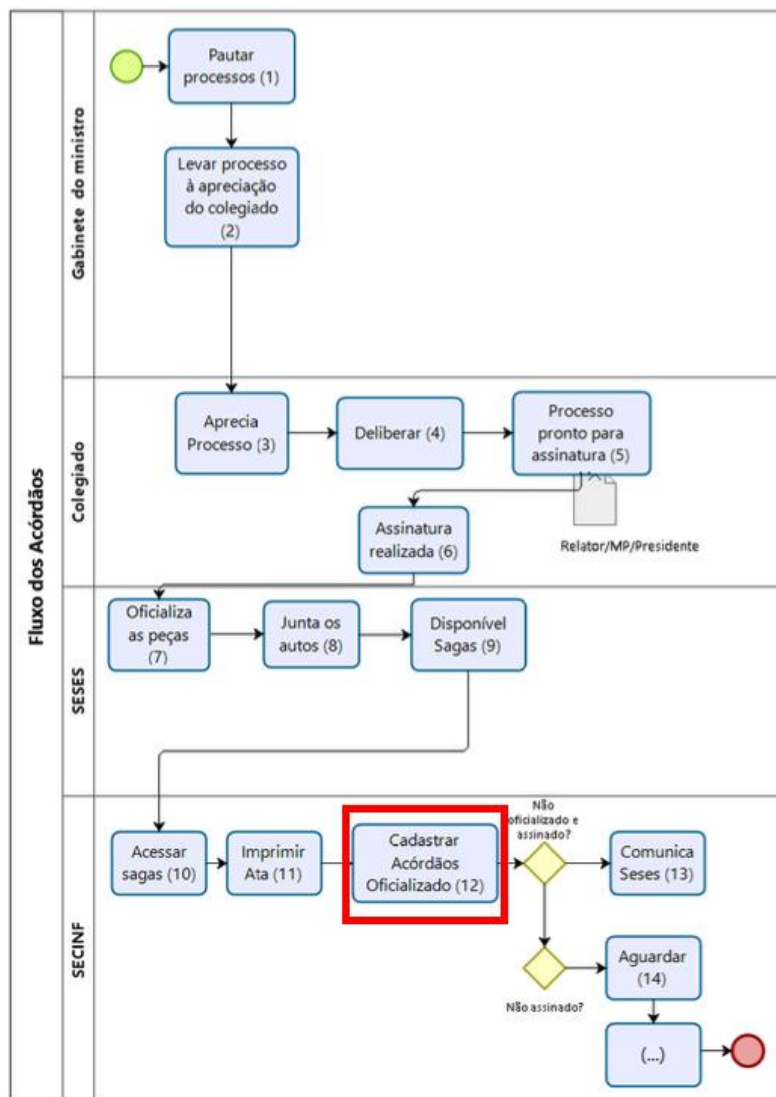 Fluxo dos Acórdãos
Gabinete do ministro
Pautar
processos (1)
Levar processo
à apreciação
do colegiado
(2)
Colegiado
Aprecia
Processo (3)
Deliberar (4)
Processo
pronto para
assinatura (5)
Relator/MP/Presidente
Assinatura
realizada (6)
SESES
Oficializa
as peças
(7)
Junta os
autos (8)
Disponível
Sagas (9)
SECINF
Acessar
sagas (10)
Imprimir
Ata (11)
Cadastrar
Acórdãos
Oficializado (12)
Não
oficializado e
assinado?
Comunica
Seses (13)
Não assinado?
Aguardar
(14)
(...)